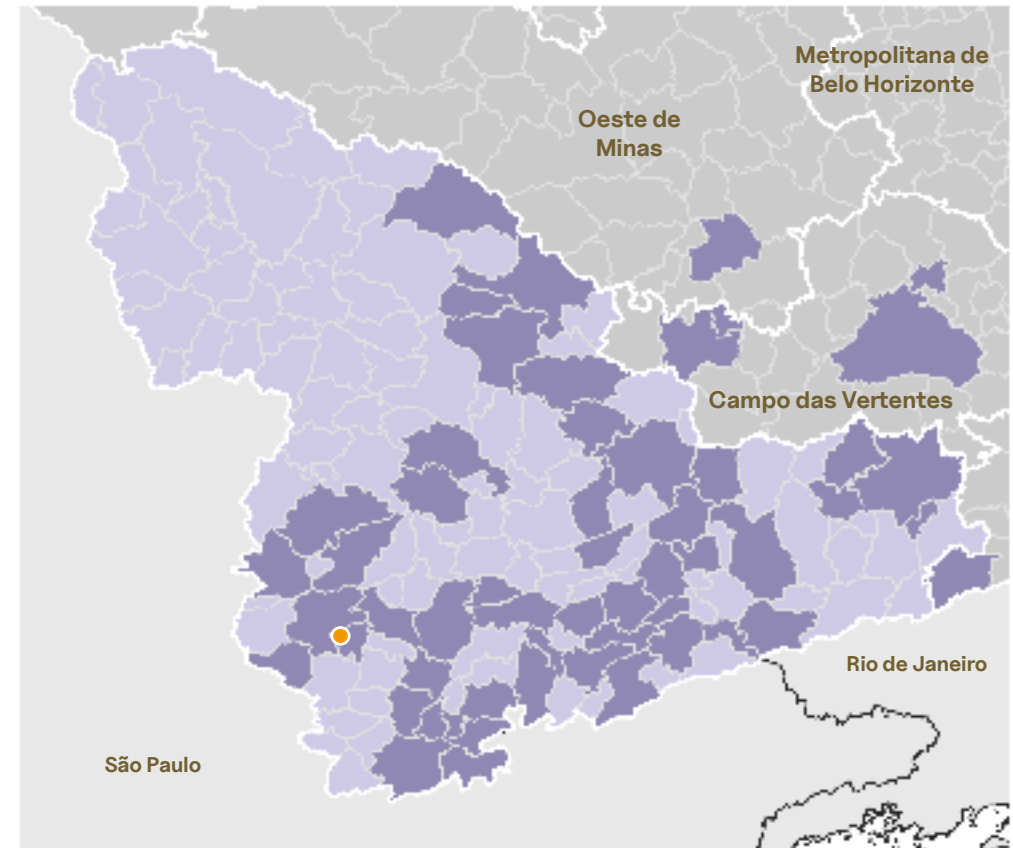 Metropolitana de
Belo Horizonte
Oeste de
Minas
Campo das Vertentes
Rio de Janeiro
São Paulo